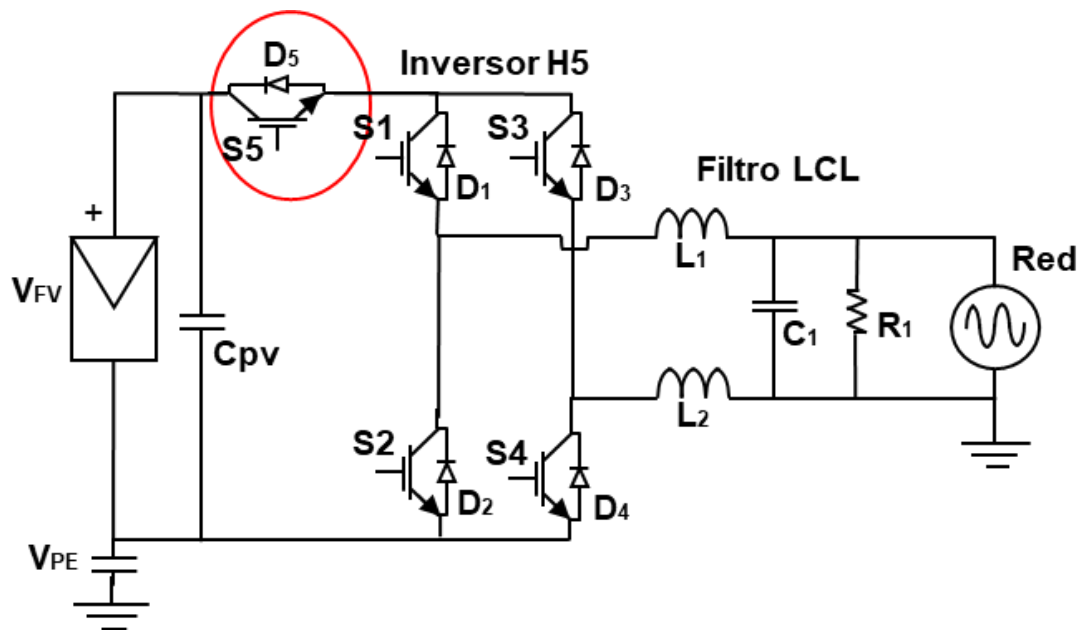 D5
Inversor H5
S5
S1
D1
S3
D3
Filtro LCL
+
VFV
Cpv
L1
C1
R1
Red
L2
S2
D2
S4
D4
VPE